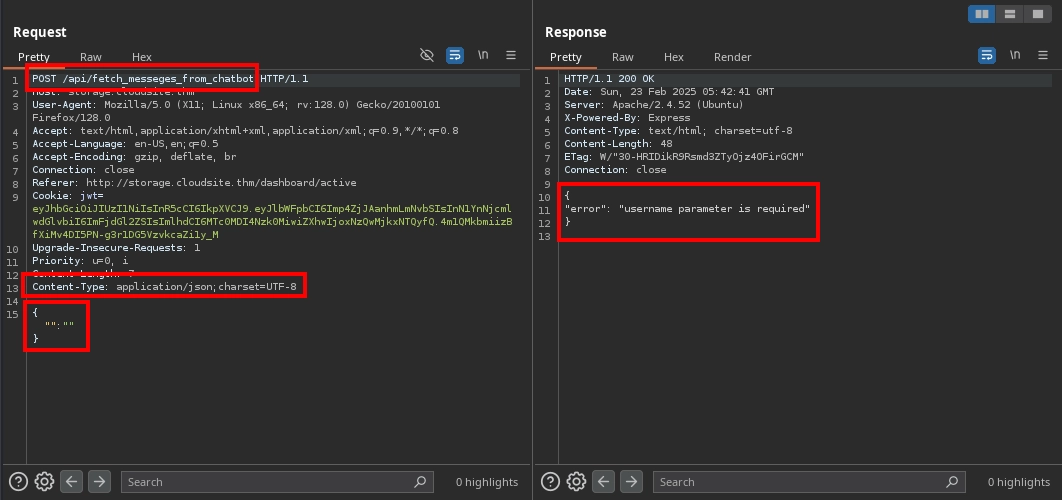 Request
Pretty Raw Hex \n
1 POST /api/fetch_messeges_from_chatbot HTTP/1.1
2 Host: storage.cloudsite.thm
3 User-Agent: Mozilla/5.0 (X11; Linux x86_64; rv:128.0) Gecko/20100101
Firefox/128.0
4 Accept: text/html,application/xhtml+xml,application/xml;q=0.9,*/*;q=0.8
5 Accept-Language: en-US,en;q=0.5
6 Accept-Encoding: gzip, deflate, br
7 Connection: close
8 Referer: http://storage.cloudsite.thm/dashboard/active
9 Cookie: jwt=
10 Upgrade-Insecure-Requests: 1
11 Priority: u=0, i
12 Content-Length: 7
13 Content-Type: application/json;charset=UTF-8
14
15 {
"":""
}
Search 0 highlights
Response
Pretty Raw Hex Render \n
1 HTTP/1.1 200 OK
2 Date: Sun, 23 Feb 2025 05:42:41 GMT
3 Server: Apache/2.4.52 (Ubuntu)
4 X-Powered-By: Express
5 Content-Type: text/html; charset=utf-8
6 Content-Length: 48
7 ETag: W/"30-HRIDikR9Rsmd3ZTyOjz4OFirGCM"
8 Connection: close
9
10 {
11 "error": "username parameter is required"
12 }
13
Search 0 highlights